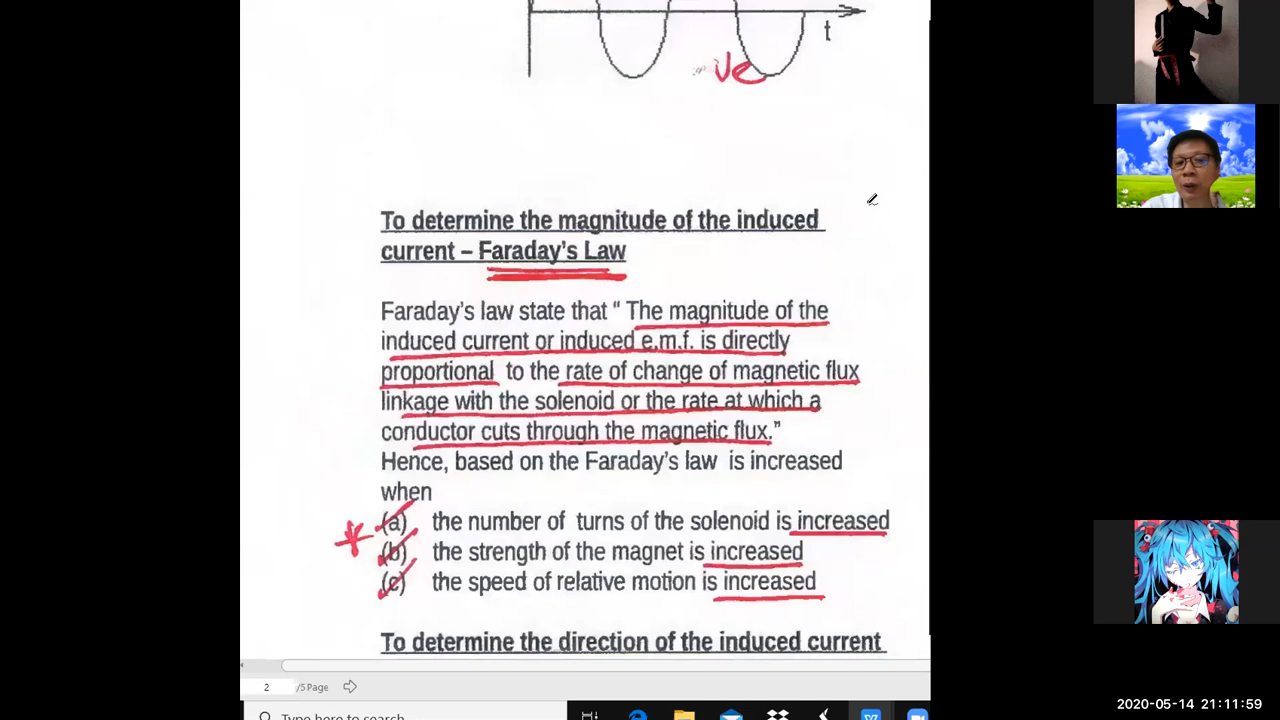 t
ve
To determine the magnitude of the induced
current – Faraday's Law
Faraday's law state that “ The magnitude of the
induced current or induced e.m.f. is directly
proportional to the rate of change of magnetic flux
linkage with the solenoid or the rate at which a
conductor cuts through the magnetic flux.”
Hence, based on the Faraday's law is increased
when
(a) the number of turns of the solenoid is increased
(b) the strength of the magnet is increased
(c) the speed of relative motion is increased
To determine the direction of the induced current
2 /5 Page
Type here to search
2020-05-14 21:11:59